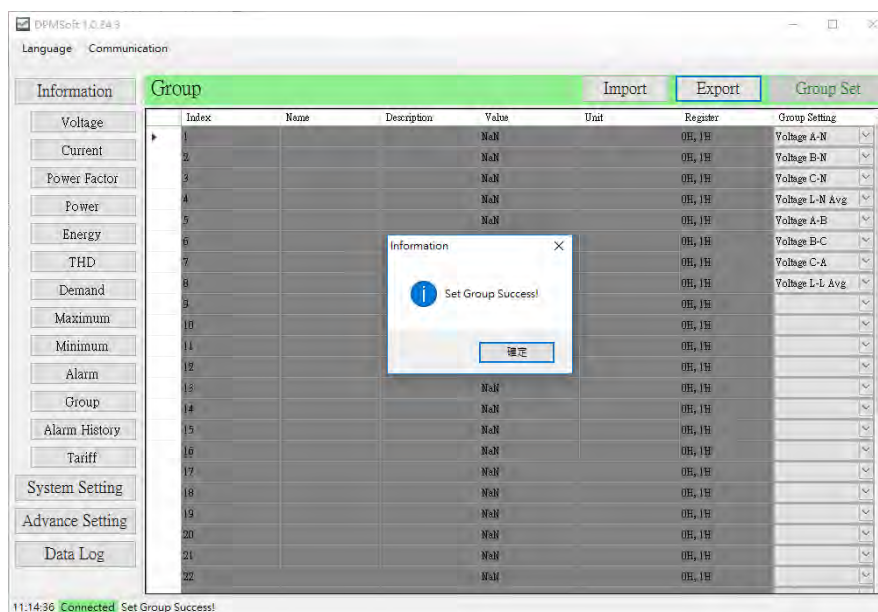 DPMSoft 1.0.24.3
Language Communication
Information Group Import Export Group Set
Voltage
Current
Power Factor
Power
Energy
THD
Demand
Maximum
Minimum
Alarm
Group
Alarm History
Tariff
System Setting
Advance Setting
Data Log
Index Name Description Value Unit Register Group Setting
1 NaN 0H, 1H Voltage A-N
2 NaN 0H, 1H Voltage B-N
3 NaN 0H, 1H Voltage C-N
4 NaN 0H, 1H Voltage L-N Avg
5 NaN 0H, 1H Voltage A-B
6 0H, 1H Voltage B-C
7 0H, 1H Voltage C-A
8 0H, 1H Voltage L-L Avg
9 0H, 1H
10 0H, 1H
11 0H, 1H
12 0H, 1H
13 NaN 0H, 1H
14 NaN 0H, 1H
15 NaN 0H, 1H
16 NaN 0H, 1H
17 NaN 0H, 1H
18 NaN 0H, 1H
19 NaN 0H, 1H
20 NaN 0H, 1H
21 NaN 0H, 1H
22 NaN 0H, 1H
Information
Set Group Success!
確定
11:14:36 Connected Set Group Success!